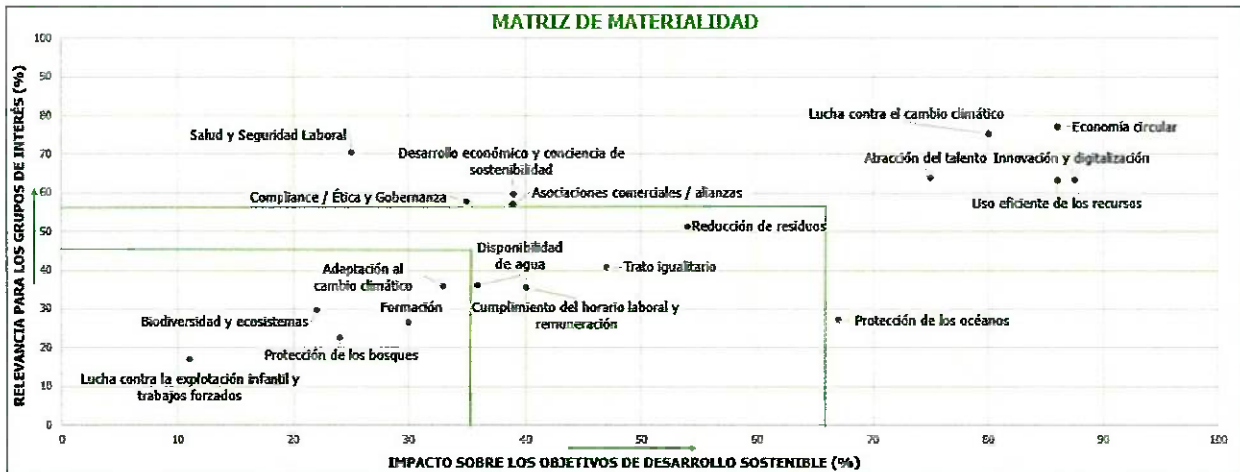 MATRIZ DE MATERIALIDAD
RELEVANCIA PARA LOS GRUPOS DE INTERÉS (%)
100
90
80
70
60
50
40
30
20
10
0
Lucha contra el cambio climático
Economía circular
Salud y Seguridad Laboral
Desarrollo económico y conciencia de
sostenibilidad
Atracción del talento
Innovación y digitalización
Compliance / Ética y Gobernanza
Asociaciones comerciales / alianzas
Uso eficiente de los recursos
Reducción de residuos
Disponibilidad
de agua
Adaptación al
cambio climático
Trato igualitario
Formación
Cumplimiento del horario laboral y
remuneración
Biodiversidad y ecosistemas
Protección de los océanos
Protección de los bosques
Lucha contra la explotación infantil y
trabajos forzados
0 10 20 30 40 50 60 70 80 90 100
IMPACTO SOBRE LOS OBJETIVOS DE DESARROLLO SOSTENIBLE (%)